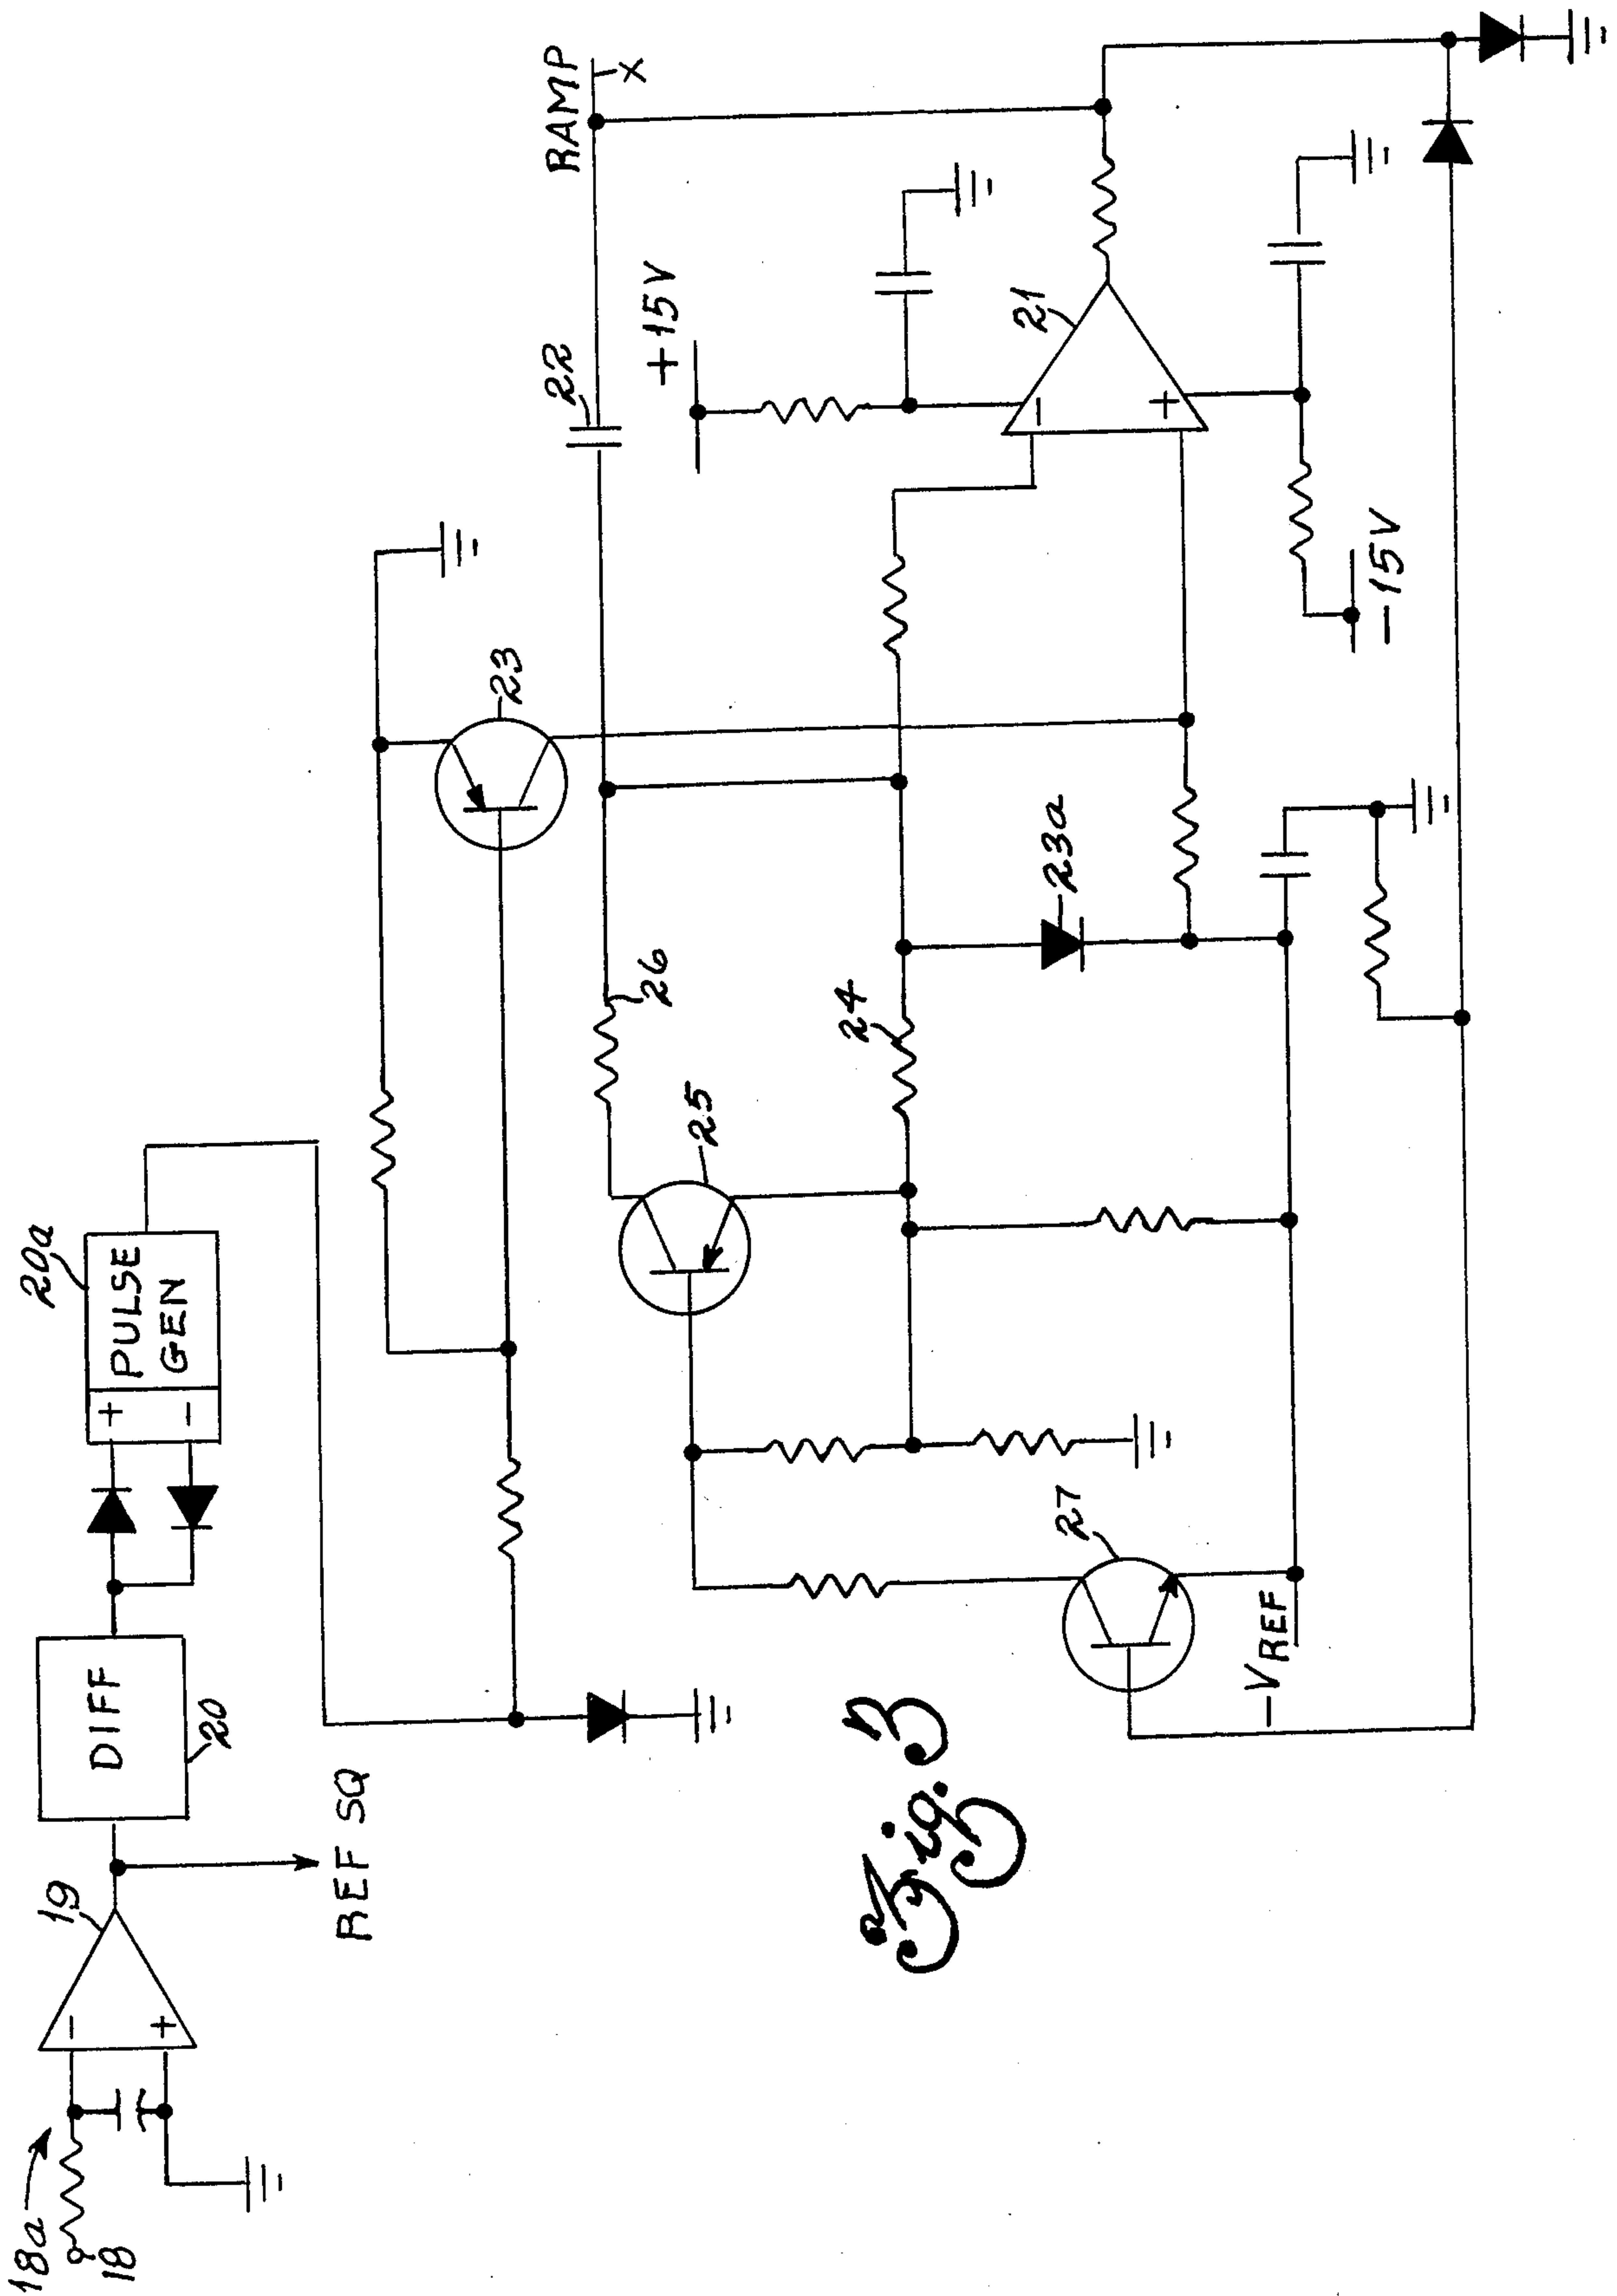 18a
18
19
REF SQ
DIFF
20
20a
+ -
PULSE
GEN
-
+
RAMP
X
22
+15V
23
26
25
24
23a
21
-
+
-15V
27
-VREF
Fig. 3